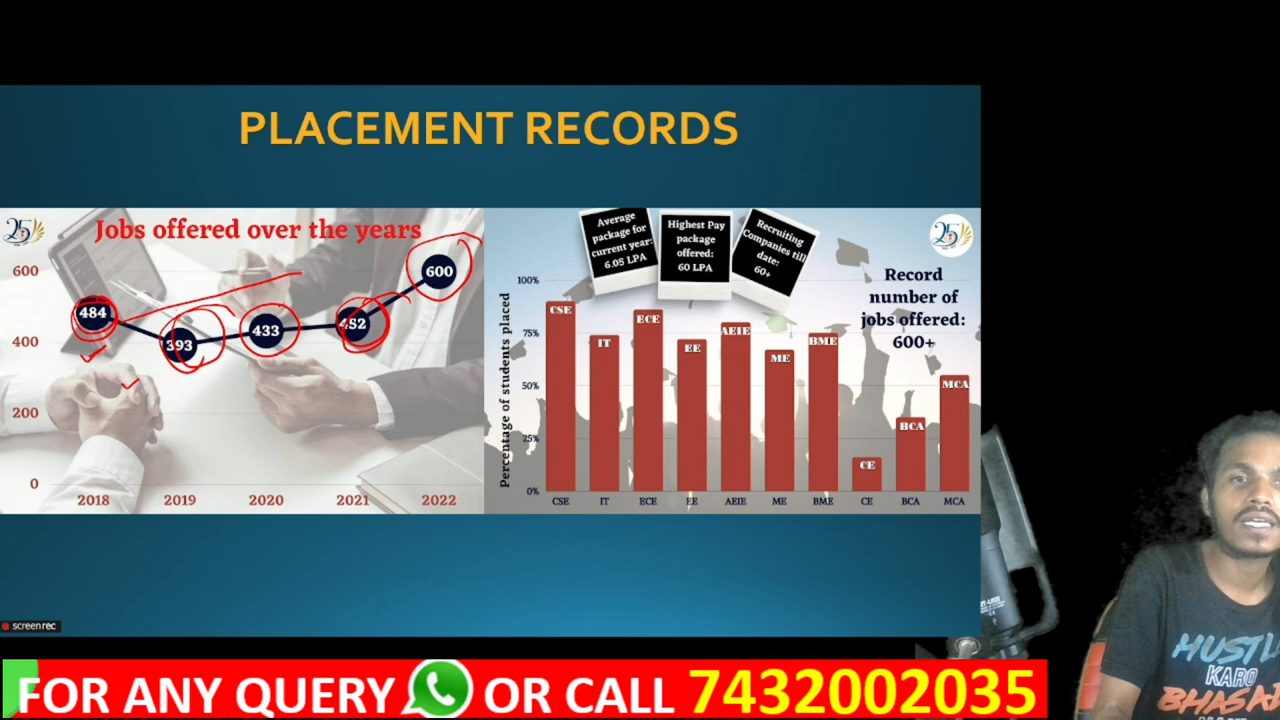 PLACEMENT RECORDS
25
Jobs offered over the years
600
400
200
0
484
393
433
452
600
2018
2019
2020
2021
2022
Average
package for
current year:
6.05 LPA
Highest Pay
package
offered:
60 LPA
Recruiting
Companies till
date:
60+
25
Record
number of
jobs offered:
600+
Percentage of students placed
100%
75%
50%
25%
0%
CSE
IT
ECE
EE
AEIE
ME
BME
CE
BCA
MCA
CSE
IT
ECE
EE
AEIE
ME
BME
CE
BCA
MCA
screenrec
HUSTL
KARO
BHASA
FOR ANY QUERY OR CALL 7432002035